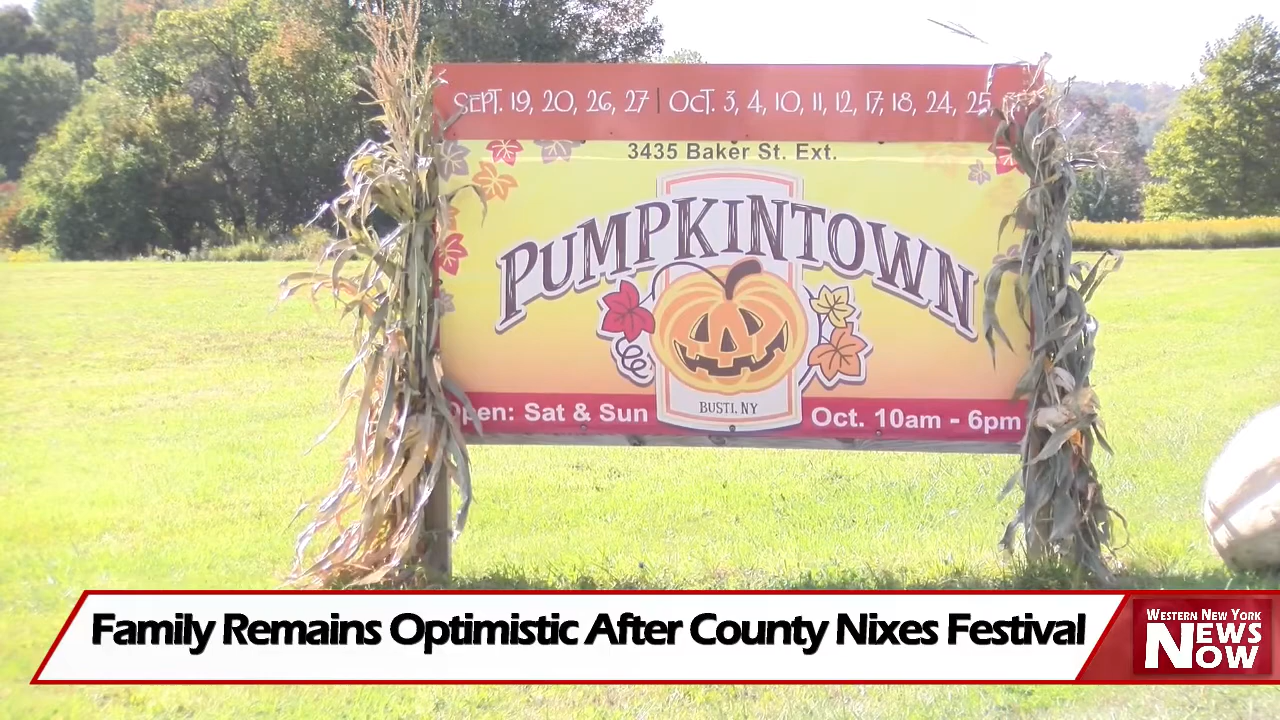 SEPT. 19, 20, 26, 27 | OCT. 3, 4, 10, 11, 12, 17, 18, 24, 25,
3435 Baker St. Ext.
PUMPKINTOWN
BUSTI, NY
Open: Sat & Sun
Oct. 10am - 6pm
Family Remains Optimistic After County Nixes Festival
WESTERN NEW YORK
NEWS
NOW